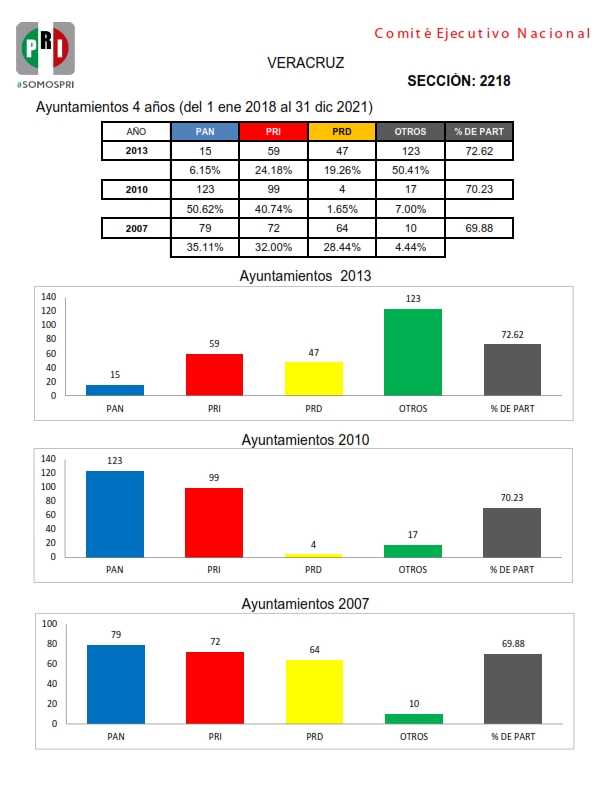 Comité Ejecutivo Nacional
PRI
#SOMOSPRI
VERACRUZ
SECCIÓN: 2218
Ayuntamientos 4 años (del 1 ene 2018 al 31 dic 2021)
AÑO PAN PRI PRD OTROS % DE PART
2013 15 59 47 123 72.62
6.15% 24.18% 19.26% 50.41%
2010 123 99 4 17 70.23
50.62% 40.74% 1.65% 7.00%
2007 79 72 64 10 69.88
35.11% 32.00% 28.44% 4.44%
Ayuntamientos 2013
140
120
100
80
60
40
20
0
15 59 47 123 72.62
PAN PRI PRD OTROS % DE PART
Ayuntamientos 2010
140
120
100
80
60
40
20
0
123 99 4 17 70.23
PAN PRI PRD OTROS % DE PART
Ayuntamientos 2007
100
80
60
40
20
0
79 72 64 10 69.88
PAN PRI PRD OTROS % DE PART